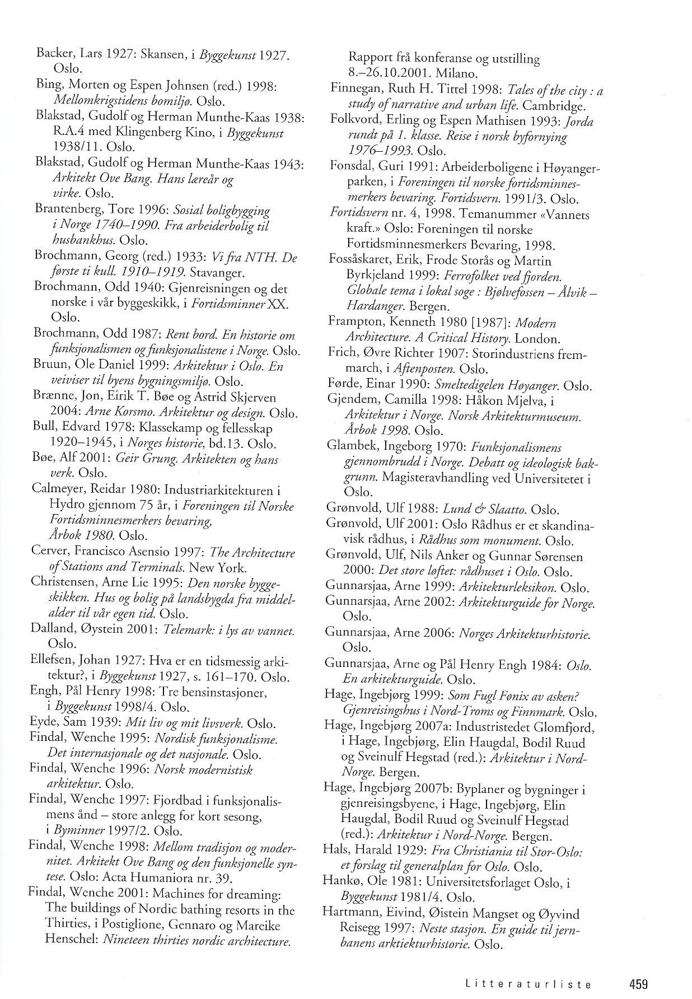 Backer, Lars 1927: Skansen, i Byggekunst 1927.
Oslo.
Bing, Morten og Espen Johnsen (red.) 1998:
Mellomkrigstidens bomiljø. Oslo.
Blakstad, Gudolf og Herman Munthe-Kaas 1938:
R.A.4 med Klingenberg Kino, i Byggekunst
1938/11. Oslo.
Blakstad, Gudolf og Herman Munthe-Kaas 1943:
Arkitekt Ove Bang. Hans læreår og
virke. Oslo.
Brantenberg, Tore 1996: Sosial boligbygging
i Norge 1740–1990. Fra arbeiderbolig til
husbankhus. Oslo.
Brochmann, Georg (red.) 1933: Vi fra NTH. De
første ti kull. 1910–1919. Stavanger.
Brochmann, Odd 1940: Gjenreisningen og det
norske i vår byggeskikk, i Fortidsminner XX.
Oslo.
Brochmann, Odd 1987: Rent bord. En historie om
funksjonalismen og funksjonalistene i Norge. Oslo.
Bruun, Ole Daniel 1999: Arkitektur i Oslo. En
veiviser til byens bygningsmiljø. Oslo.
Brænne, Jon, Eirik T. Bøe og Astrid Skjerven
2004: Arne Korsmo. Arkitektur og design. Oslo.
Bull, Edvard 1978: Klassekamp og fellesskap
1920–1945, i Norges historie, bd.13. Oslo.
Bøe, Alf 2001: Geir Grung. Arkitekten og hans
verk. Oslo.
Calmeyer, Reidar 1980: Industriarkitekturen i
Hydro gjennom 75 år, i Foreningen til Norske
Fortidsminnesmerkers bevaring,
Årbok 1980. Oslo.
Cerver, Francisco Asensio 1997: The Architecture
of Stations and Terminals. New York.
Christensen, Arne Lie 1995: Den norske bygge-
skikken. Hus og bolig på landsbygda fra middel-
alder til vår egen tid. Oslo.
Dalland, Øystein 2001: Telemark: i lys av vannet.
Oslo.
Ellefsen, Johan 1927: Hva er en tidsmessig arki-
tektur?, i Byggekunst 1927, s. 161–170. Oslo.
Engh, Pål Henry 1998: Tre bensinstasjoner,
i Byggekunst 1998/4. Oslo.
Eyde, Sam 1939: Mit liv og mit livsverk. Oslo.
Findal, Wenche 1995: Nordisk funksjonalisme.
Det internasjonale og det nasjonale. Oslo.
Findal, Wenche 1996: Norsk modernistisk
arkitektur. Oslo.
Findal, Wenche 1997: Fjordbad i funksjonalis-
mens ånd – store anlegg for kort sesong,
i Byminner 1997/2. Oslo.
Findal, Wenche 1998: Mellom tradisjon og moder-
nitet. Arkitekt Ove Bang og den funksjonelle syn-
tese. Oslo: Acta Humaniora nr. 39.
Findal, Wenche 2001: Machines for dreaming:
The buildings of Nordic bathing resorts in the
Thirties, i Postiglione, Gennaro og Mareike
Henschel: Nineteen thirties nordic architecture.
Rapport frå konferanse og utstilling
8.–26.10.2001. Milano.
Finnegan, Ruth H. Tittel 1998: Tales of the city : a
study of narrative and urban life. Cambridge.
Folkvord, Erling og Espen Mathisen 1993: Jorda
rundt på 1. klasse. Reise i norsk byfornying
1976–1993. Oslo.
Fonsdal, Guri 1991: Arbeiderboligene i Høyanger-
parken, i Foreningen til norske fortidsminnes-
merkers bevaring. Fortidsvern. 1991/3. Oslo.
Fortidsvern nr. 4, 1998. Temanummer «Vannets
kraft.» Oslo: Foreningen til norske
Fortidsminnesmerkers Bevaring, 1998.
Fossåskaret, Erik, Frode Storås og Martin
Byrkjeland 1999: Ferrofolket ved fjorden.
Globale tema i lokal soge : Bjølvefossen – Ålvik –
Hardanger. Bergen.
Frampton, Kenneth 1980 [1987]: Modern
Architecture. A Critical History. London.
Frich, Øvre Richter 1907: Storindustriens frem-
march, i Aftenposten. Oslo.
Førde, Einar 1990: Smeltedigelen Høyanger. Oslo.
Gjendem, Camilla 1998: Håkon Mjelva, i
Arkitektur i Norge. Norsk Arkitekturmuseum.
Årbok 1998. Oslo.
Glambek, Ingeborg 1970: Funksjonalismens
gjennombrudd i Norge. Debatt og ideologisk bak-
grunn. Magisteravhandling ved Universitetet i
Oslo.
Grønvold, Ulf 1988: Lund & Slaatto. Oslo.
Grønvold, Ulf 2001: Oslo Rådhus er et skandina-
visk rådhus, i Rådhus som monument. Oslo.
Grønvold, Ulf, Nils Anker og Gunnar Sørensen
2000: Det store løftet: rådhuset i Oslo. Oslo.
Gunnarsjaa, Arne 1999: Arkitekturleksikon. Oslo.
Gunnarsjaa, Arne 2002: Arkitekturguide for Norge.
Oslo.
Gunnarsjaa, Arne 2006: Norges Arkitekturhistorie.
Oslo.
Gunnarsjaa, Arne og Pål Henry Engh 1984: Oslo.
En arkitekturguide. Oslo.
Hage, Ingebjørg 1999: Som Fugl Fønix av asken?
Gjenreisingshus i Nord-Troms og Finnmark. Oslo.
Hage, Ingebjørg 2007a: Industristedet Glomfjord,
i Hage, Ingebjørg, Elin Haugdal, Bodil Ruud
og Sveinulf Hegstad (red.): Arkitektur i Nord-
Norge. Bergen.
Hage, Ingebjørg 2007b: Byplaner og bygninger i
gjenreisingsbyene, i Hage, Ingebjørg, Elin
Haugdal, Bodil Ruud og Sveinulf Hegstad
(red.): Arkitektur i Nord-Norge. Bergen.
Hals, Harald 1929: Fra Christiania til Stor-Oslo:
et forslag til generalplan for Oslo. Oslo.
Hankø, Ole 1981: Universitetsforlaget Oslo, i
Byggekunst 1981/4. Oslo.
Hartmann, Eivind, Øistein Mangset og Øyvind
Reisegg 1997: Neste stasjon. En guide til jern-
banens arktiekturhistorie. Oslo.
Litteraturliste 459